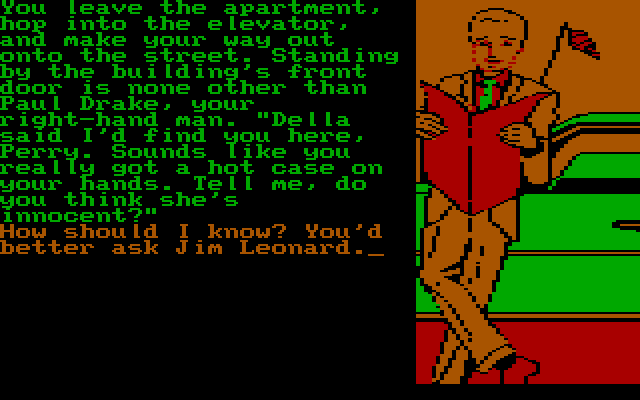 You leave the apartment,
hop into the elevator,
and make your way out
onto the street. Standing
by the building's front
door is none other than
Paul Drake, your
right-hand man. "Della
said I'd find you here,
Perry. Sounds like you
really got a hot case on
your hands. Tell me, do
you think she's
innocent?"
How should I know? You'd
better ask Jim Leonard._